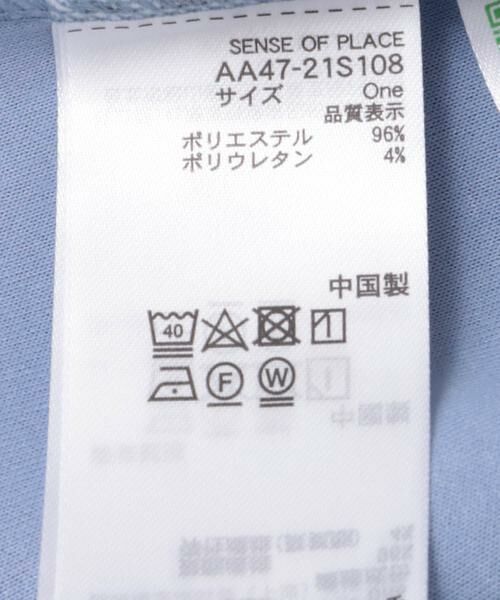 SENSE OF PLACE
AA47-21S108
サイズ One
品質表示
ポリエステル 96%
ポリウレタン 4%
中国製
40
F W